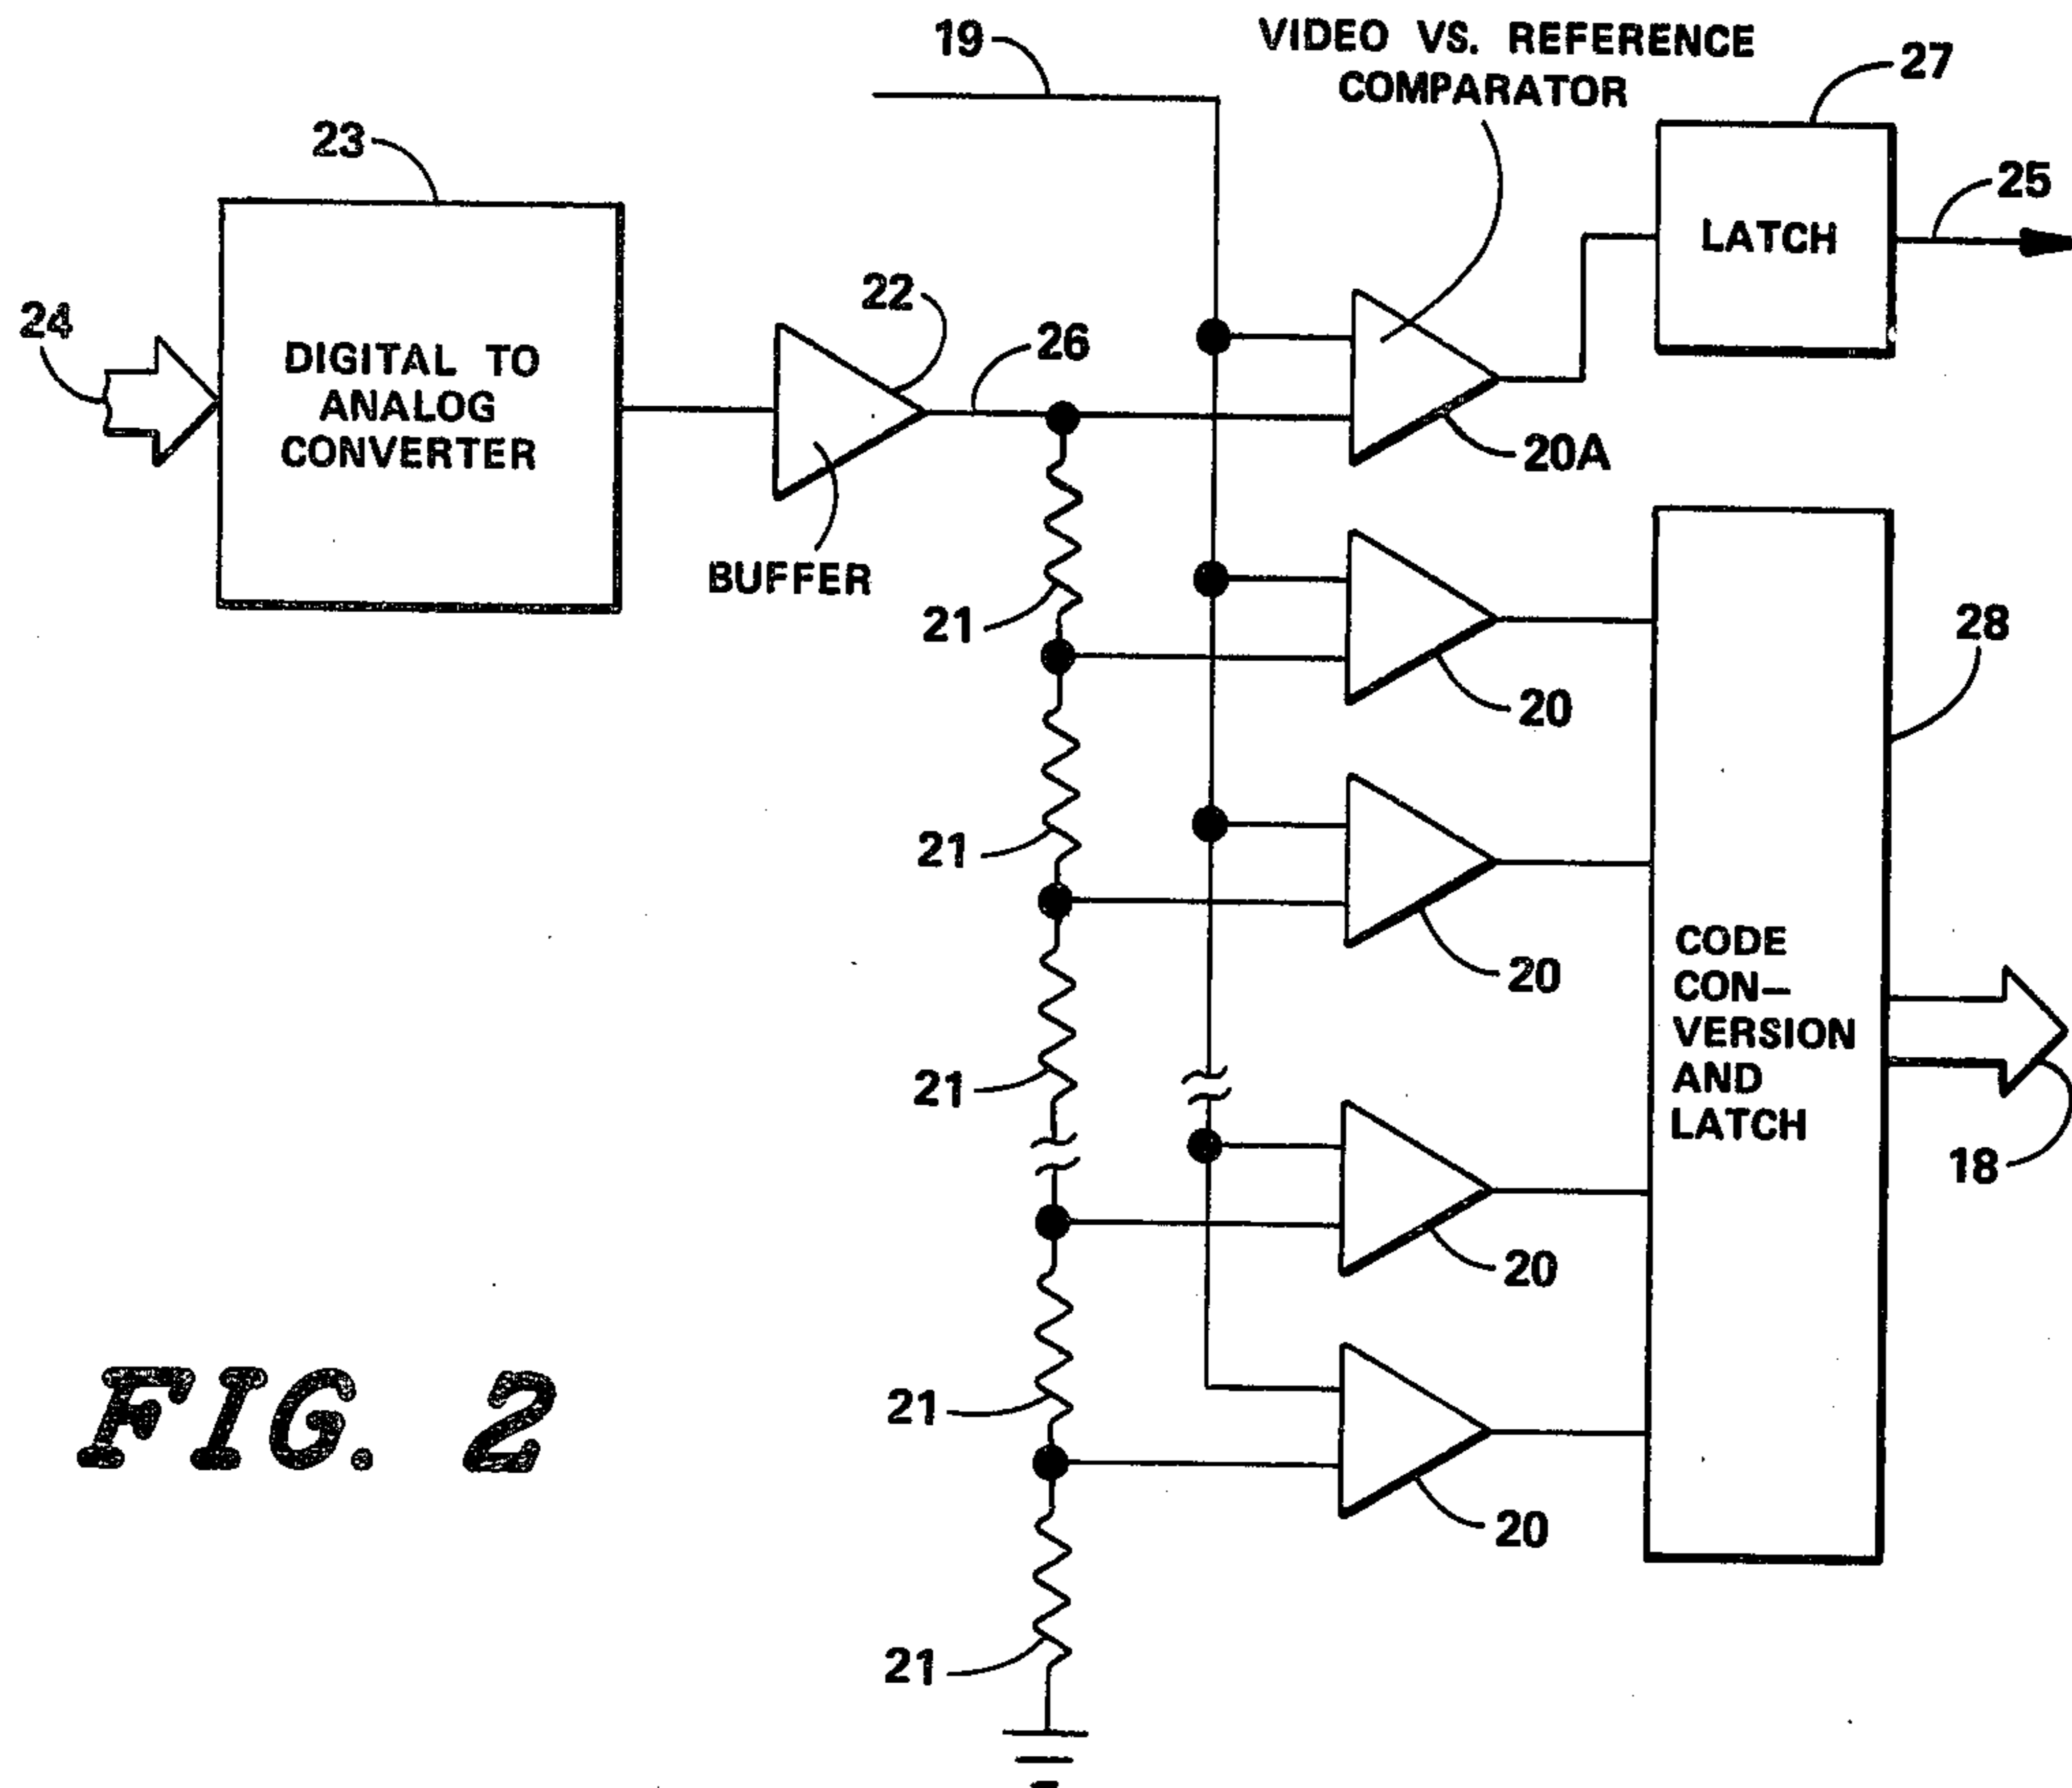 19
VIDEO VS. REFERENCE
COMPARATOR
27
23
25
LATCH
24
22
26
DIGITAL TO
ANALOG
CONVERTER
20A
BUFFER
21
28
20
21
20
CODE
CON-
VERSION
AND
LATCH
21
18
20
21
20
21
FIG. 2